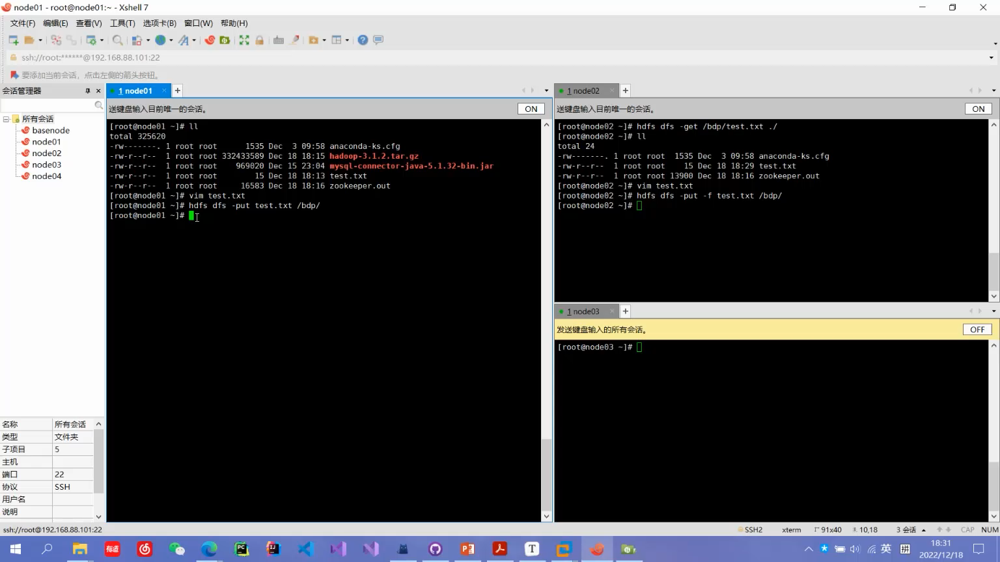 node01 - root@node01:~ - Xshell 7
文件(F) 编辑(E) 查看(V) 工具(T) 选项卡(B) 窗口(W) 帮助(H)
ssh://root:******@192.168.88.101:22
要添加当前会话，点击左侧的箭头按钮。
会话管理器
所有会话
basenode
node01
node02
node03
node04
名称 所有会话
类型 文件夹
子项目 5
主机
端口 22
协议 SSH
用户名
说明
1 node01
送键盘输入目前唯一的会话。 ON
[root@node01 ~]# ll
total 325620
-rw-------. 1 root root      1535 Dec  3 09:58 anaconda-ks.cfg
-rw-r--r--  1 root root 332433589 Dec 18 18:15 hadoop-3.1.2.tar.gz
-rw-r--r--  1 root root    969020 Dec 15 23:04 mysql-connector-java-5.1.32-bin.jar
-rw-r--r--  1 root root        15 Dec 18 18:13 test.txt
-rw-r--r--  1 root root     16583 Dec 18 18:16 zookeeper.out
[root@node01 ~]# vim test.txt
[root@node01 ~]# hdfs dfs -put test.txt /bdp/
[root@node01 ~]#
1 node02
送键盘输入目前唯一的会话。 ON
[root@node02 ~]# hdfs dfs -get /bdp/test.txt ./
[root@node02 ~]# ll
total 24
-rw-------. 1 root root  1535 Dec  3 09:58 anaconda-ks.cfg
-rw-r--r--  1 root root    15 Dec 18 18:29 test.txt
-rw-r--r--  1 root root 13900 Dec 18 18:16 zookeeper.out
[root@node02 ~]# vim test.txt
[root@node02 ~]# hdfs dfs -put -f test.txt /bdp/
[root@node02 ~]#
1 node03
发送键盘输入的所有会话。 OFF
[root@node03 ~]#
ssh://root@192.168.88.101:22 SSH2 xterm 91x40 10,18 3 会话 CAP NUM
有道 PC IJ P T 英 拼 18:31
2022/12/18